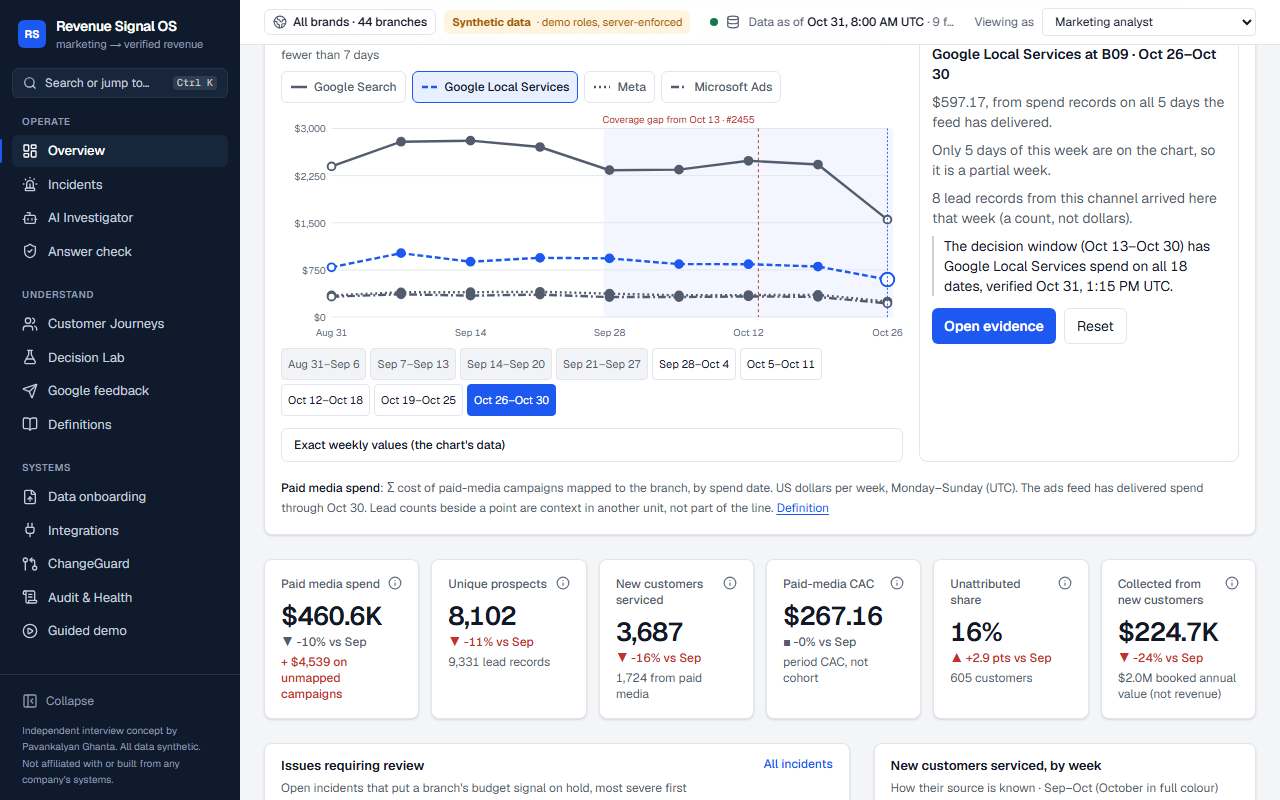 RS
Revenue Signal OS
marketing → verified revenue
Search or jump to...
Ctrl K
OPERATE
Overview
Incidents
AI Investigator
Answer check
UNDERSTAND
Customer Journeys
Decision Lab
Google feedback
Definitions
SYSTEMS
Data onboarding
Integrations
ChangeGuard
Audit & Health
Guided demo
Collapse
Independent interview concept by
Pavankalyan Ghanta. All data synthetic.
Not affiliated with or built from any
company's systems.
All brands · 44 branches
Synthetic data · demo roles, server-enforced
Data as of Oct 31, 8:00 AM UTC · 9 f...
Viewing as
Marketing analyst
fewer than 7 days
Google Search
Google Local Services
Meta
Microsoft Ads
Coverage gap from Oct 13 · #2455
$3,000
$2,250
$1,500
$750
$0
Aug 31
Sep 14
Sep 28
Oct 12
Oct 26
Aug 31–Sep 6
Sep 7–Sep 13
Sep 14–Sep 20
Sep 21–Sep 27
Sep 28–Oct 4
Oct 5–Oct 11
Oct 12–Oct 18
Oct 19–Oct 25
Oct 26–Oct 30
Exact weekly values (the chart's data)
Google Local Services at B09 · Oct 26–Oct
30
$597.17, from spend records on all 5 days the
feed has delivered.
Only 5 days of this week are on the chart, so
it is a partial week.
8 lead records from this channel arrived here
that week (a count, not dollars).
The decision window (Oct 13–Oct 30) has
Google Local Services spend on all 18
dates, verified Oct 31, 1:15 PM UTC.
Open evidence
Reset
Paid media spend: Σ cost of paid-media campaigns mapped to the branch, by spend date. US dollars per week, Monday–Sunday (UTC). The ads feed has delivered spend
through Oct 30. Lead counts beside a point are context in another unit, not part of the line. Definition
Paid media spend
$460.6K
▼ -10% vs Sep
+ $4,539 on
unmapped
campaigns
Unique prospects
8,102
▼ -11% vs Sep
9,331 lead records
New customers
serviced
3,687
▼ -16% vs Sep
1,724 from paid
media
Paid-media CAC
$267.16
■ -0% vs Sep
period CAC, not
cohort
Unattributed
share
16%
▲ +2.9 pts vs Sep
605 customers
Collected from
new customers
$224.7K
▼ -24% vs Sep
$2.0M booked annual
value (not revenue)
Issues requiring review
All incidents
Open incidents that put a branch's budget signal on hold, most severe first
New customers serviced, by week
How their source is known · Sep–Oct (October in full colour)